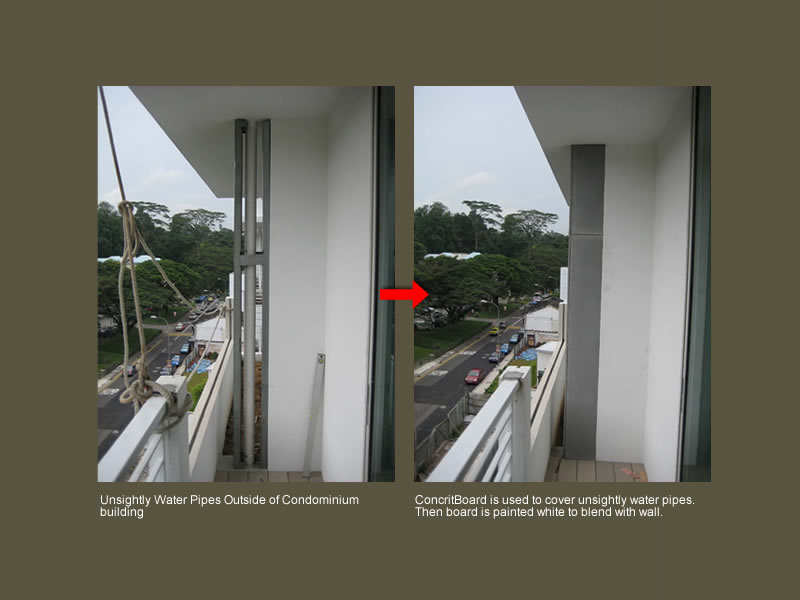 Unsightly Water Pipes Outside of Condominium
building
ConcritBoard is used to cover unsightly water pipes.
Then board is painted white to blend with wall.